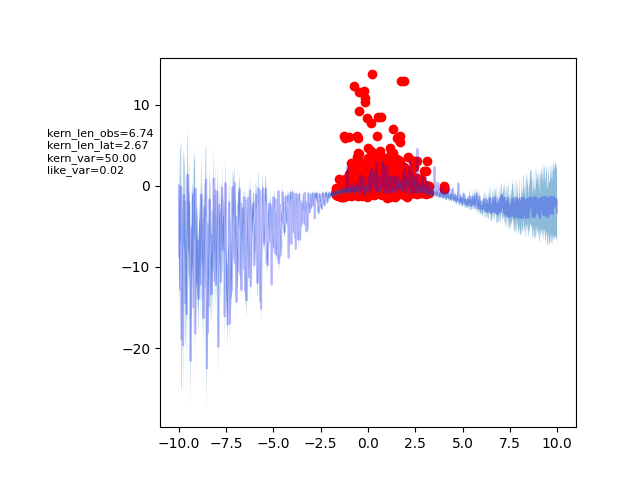 kern_len_obs=6.74
kern_len_lat=2.67
kern_var=50.00
like_var=0.02
10
0
−10
−20
−10.0 −7.5 −5.0 −2.5 0.0 2.5 5.0 7.5 10.0